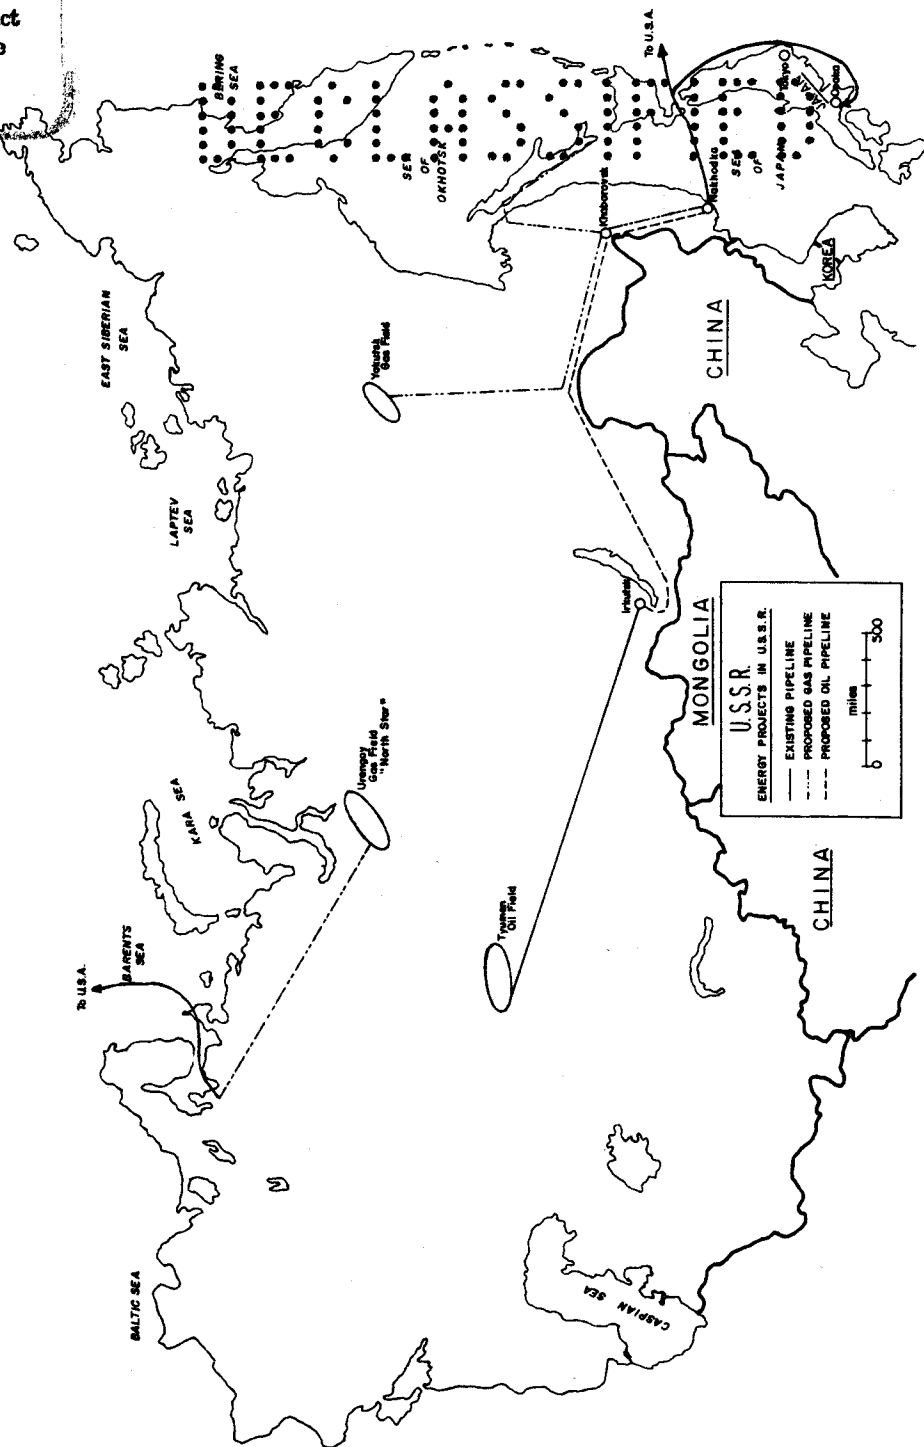 ct
e
UNCLASSIFIED
To U.S.A.
BERING
SEA
SEA
OF
OKHOTSK
Khabarovsk
Nakhodka
SEA
OF
JAPAN
Tokyo
JAPAN
Osaka
KOREA
EAST SIBERIAN
SEA
Yakutsk
Gas Field
CHINA
LAPTEV
SEA
Irkutsk
MONGOLIA
KARA SEA
Urengoy
Gas Field
"North Star"
Tyumen
Oil Field
CHINA
BARENTS
SEA
To U.S.A.
BALTIC SEA
CASPIAN SEA
U.S.S.R.
ENERGY PROJECTS IN U.S.S.R.
EXISTING PIPELINE
PROPOSED GAS PIPELINE
PROPOSED OIL PIPELINE
miles
0 500